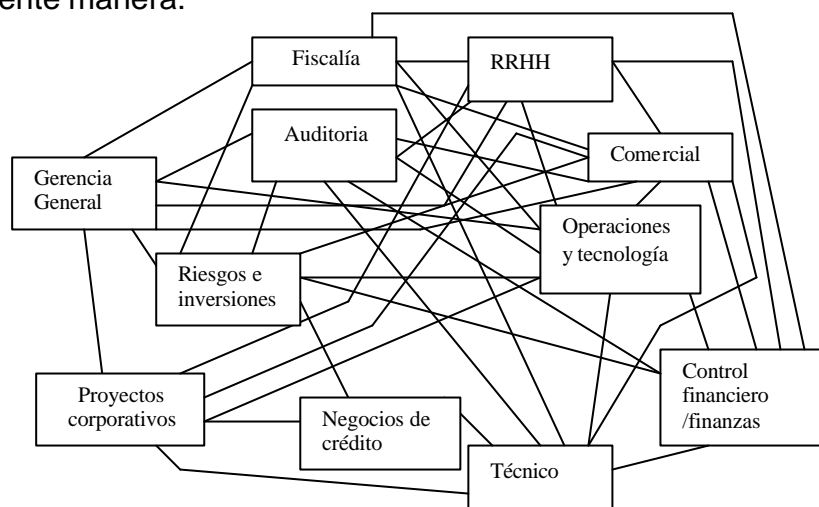 ente manera:
Fiscalía
RRHH
Auditoria
Comercial
Gerencia
General
Operaciones
y tecnología
Riesgos e
inversiones
Control
financiero
/finanzas
Proyectos
corporativos
Negocios de
crédito
Técnico